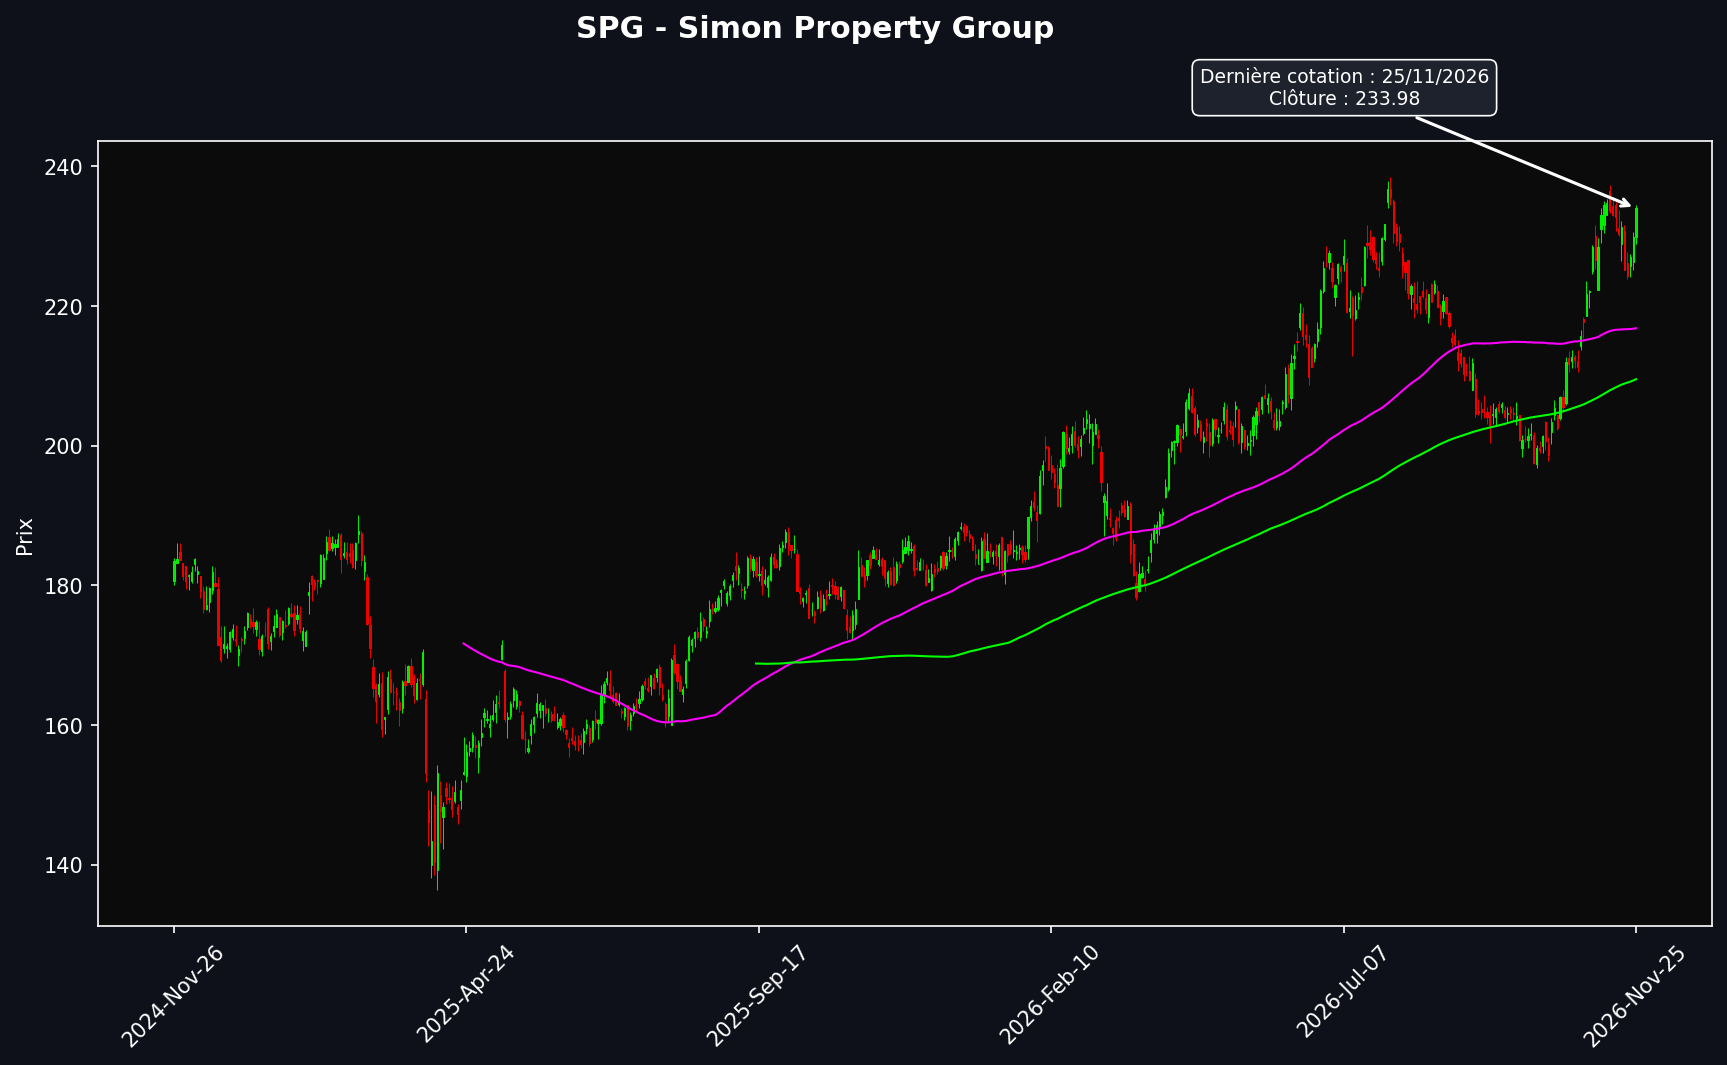 SPG - Simon Property Group
Dernière cotation : 25/11/2026
Clôture : 233.98
Prix
240
220
200
180
160
140
2024-Nov-26
2025-Apr-24
2025-Sep-17
2026-Feb-10
2026-Jul-07
2026-Nov-25